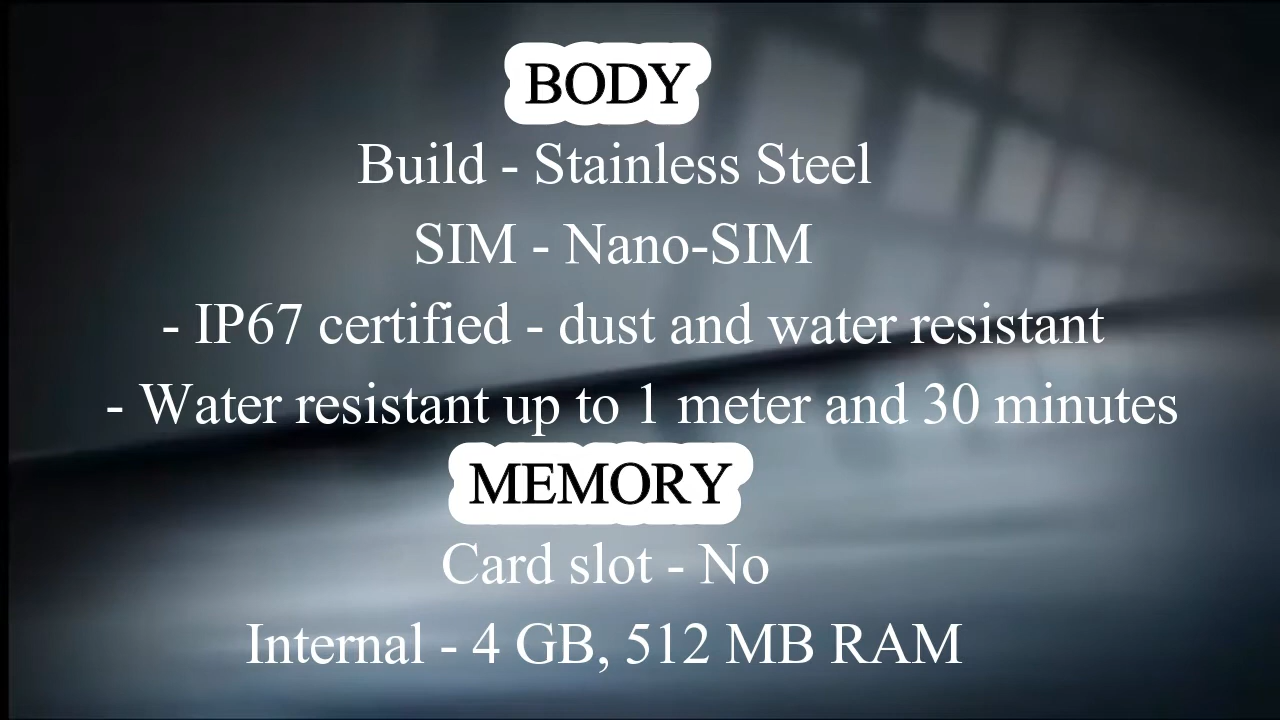 BODY
Build - Stainless Steel
SIM - Nano-SIM
- IP67 certified - dust and water resistant
- Water resistant up to 1 meter and 30 minutes
MEMORY
Card slot - No
Internal - 4 GB, 512 MB RAM